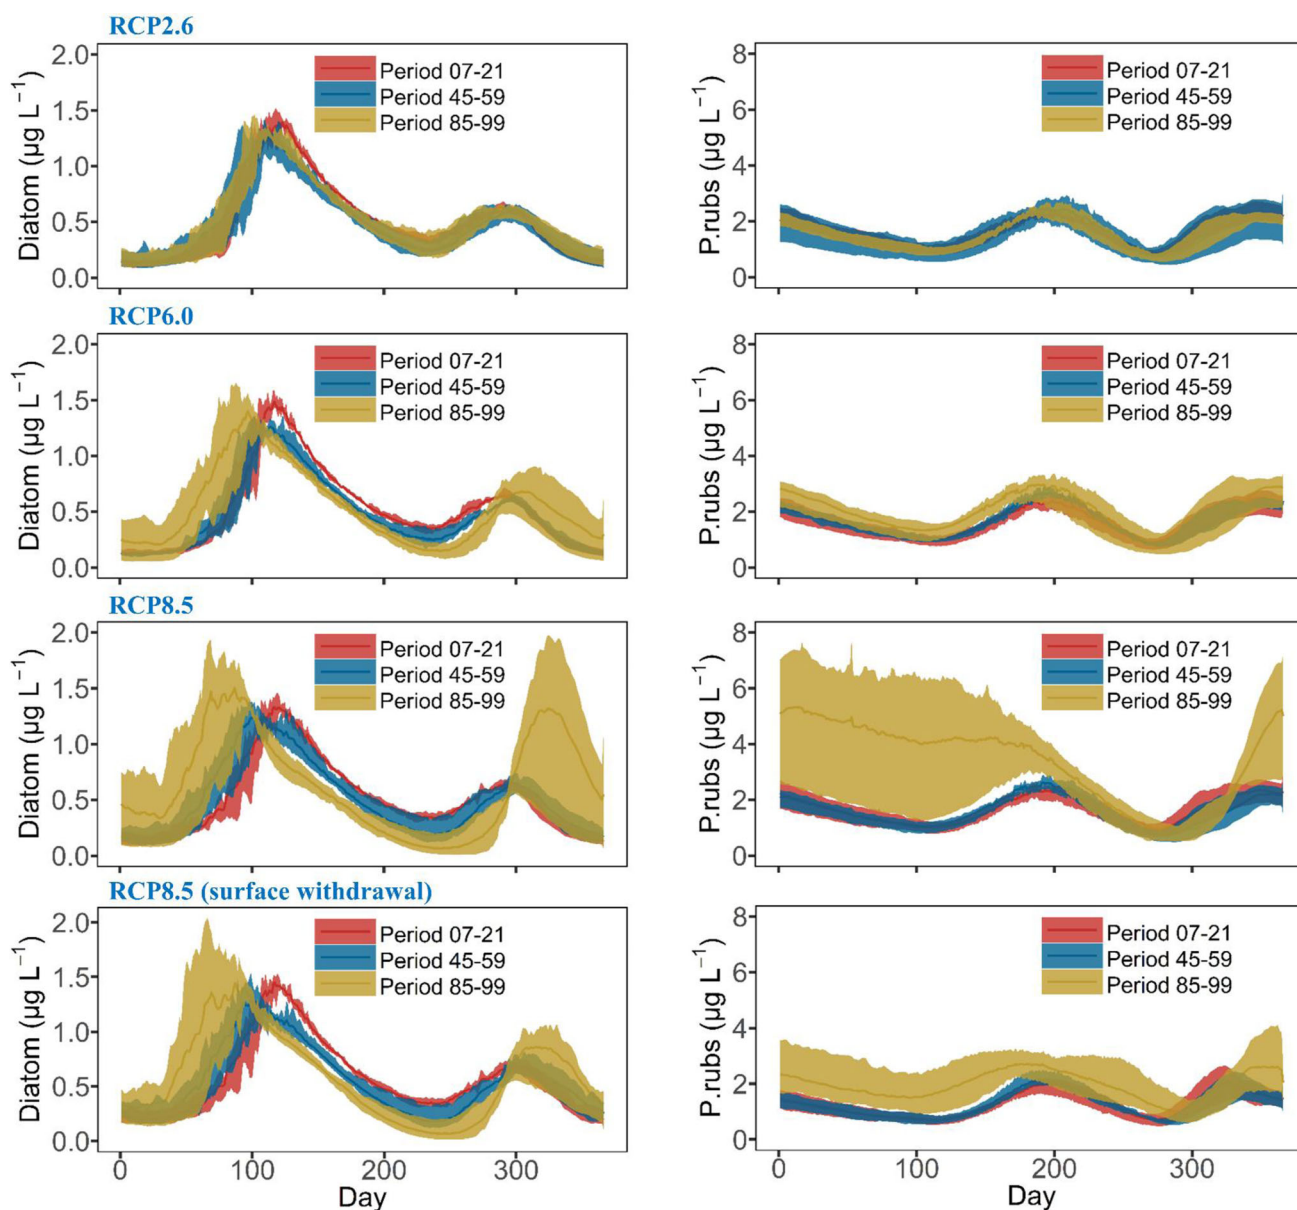 RCP2.6
Diatom (µg L⁻¹)
2.0
1.5
1.0
0.5
0.0
Period 07-21
Period 45-59
Period 85-99
P.rubs (µg L⁻¹)
8
6
4
2
0
Period 07-21
Period 45-59
Period 85-99
RCP6.0
Diatom (µg L⁻¹)
2.0
1.5
1.0
0.5
0.0
Period 07-21
Period 45-59
Period 85-99
P.rubs (µg L⁻¹)
8
6
4
2
0
Period 07-21
Period 45-59
Period 85-99
RCP8.5
Diatom (µg L⁻¹)
2.0
1.5
1.0
0.5
0.0
Period 07-21
Period 45-59
Period 85-99
P.rubs (µg L⁻¹)
8
6
4
2
0
Period 07-21
Period 45-59
Period 85-99
RCP8.5 (surface withdrawal)
Diatom (µg L⁻¹)
2.0
1.5
1.0
0.5
0.0
Period 07-21
Period 45-59
Period 85-99
0 100 200 300
Day
P.rubs (µg L⁻¹)
8
6
4
2
0
Period 07-21
Period 45-59
Period 85-99
0 100 200 300
Day